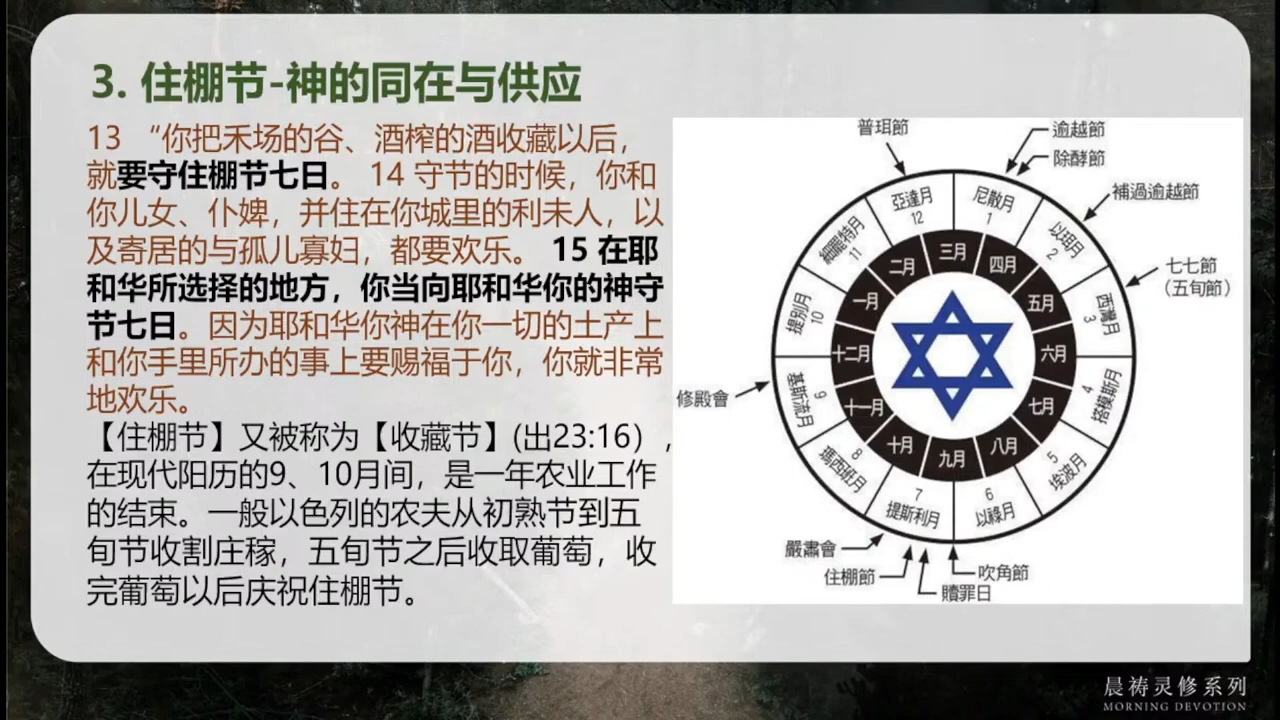 3. 住棚节-神的同在与供应
13 “你把禾场的谷、酒榨的酒收藏以后，
就要守住棚节七日。 14 守节的时候，你和
你儿女、仆婢，并住在你城里的利未人，以
及寄居的与孤儿寡妇，都要欢乐。 15 在耶
和华所选择的地方，你当向耶和华你的神守
节七日。因为耶和华你神在你一切的土产上
和你手里所办的事上要赐福于你，你就非常
地欢乐。
【住棚节】又被称为【收藏节】(出23:16），
在现代阳历的9、10月间，是一年农业工作
的结束。一般以色列的农夫从初熟节到五
旬节收割庄稼，五旬节之后收取葡萄，收
完葡萄以后庆祝住棚节。
普珥節
逾越節
除酵節
補過逾越節
七七節
（五旬節）
修殿會
嚴肅會
住棚節
贖罪日
吹角節
尼散月
1
以珥月
2
西灣月
3
搭模斯月
4
埃波月
5
以祿月
6
提斯利月
7
瑪西班月
8
基斯流月
9
提別月
10
細罷特月
11
亞達月
12
三月
四月
五月
六月
七月
八月
九月
十月
十一月
十二月
一月
二月
晨祷灵修系列
MORNING DEVOTION